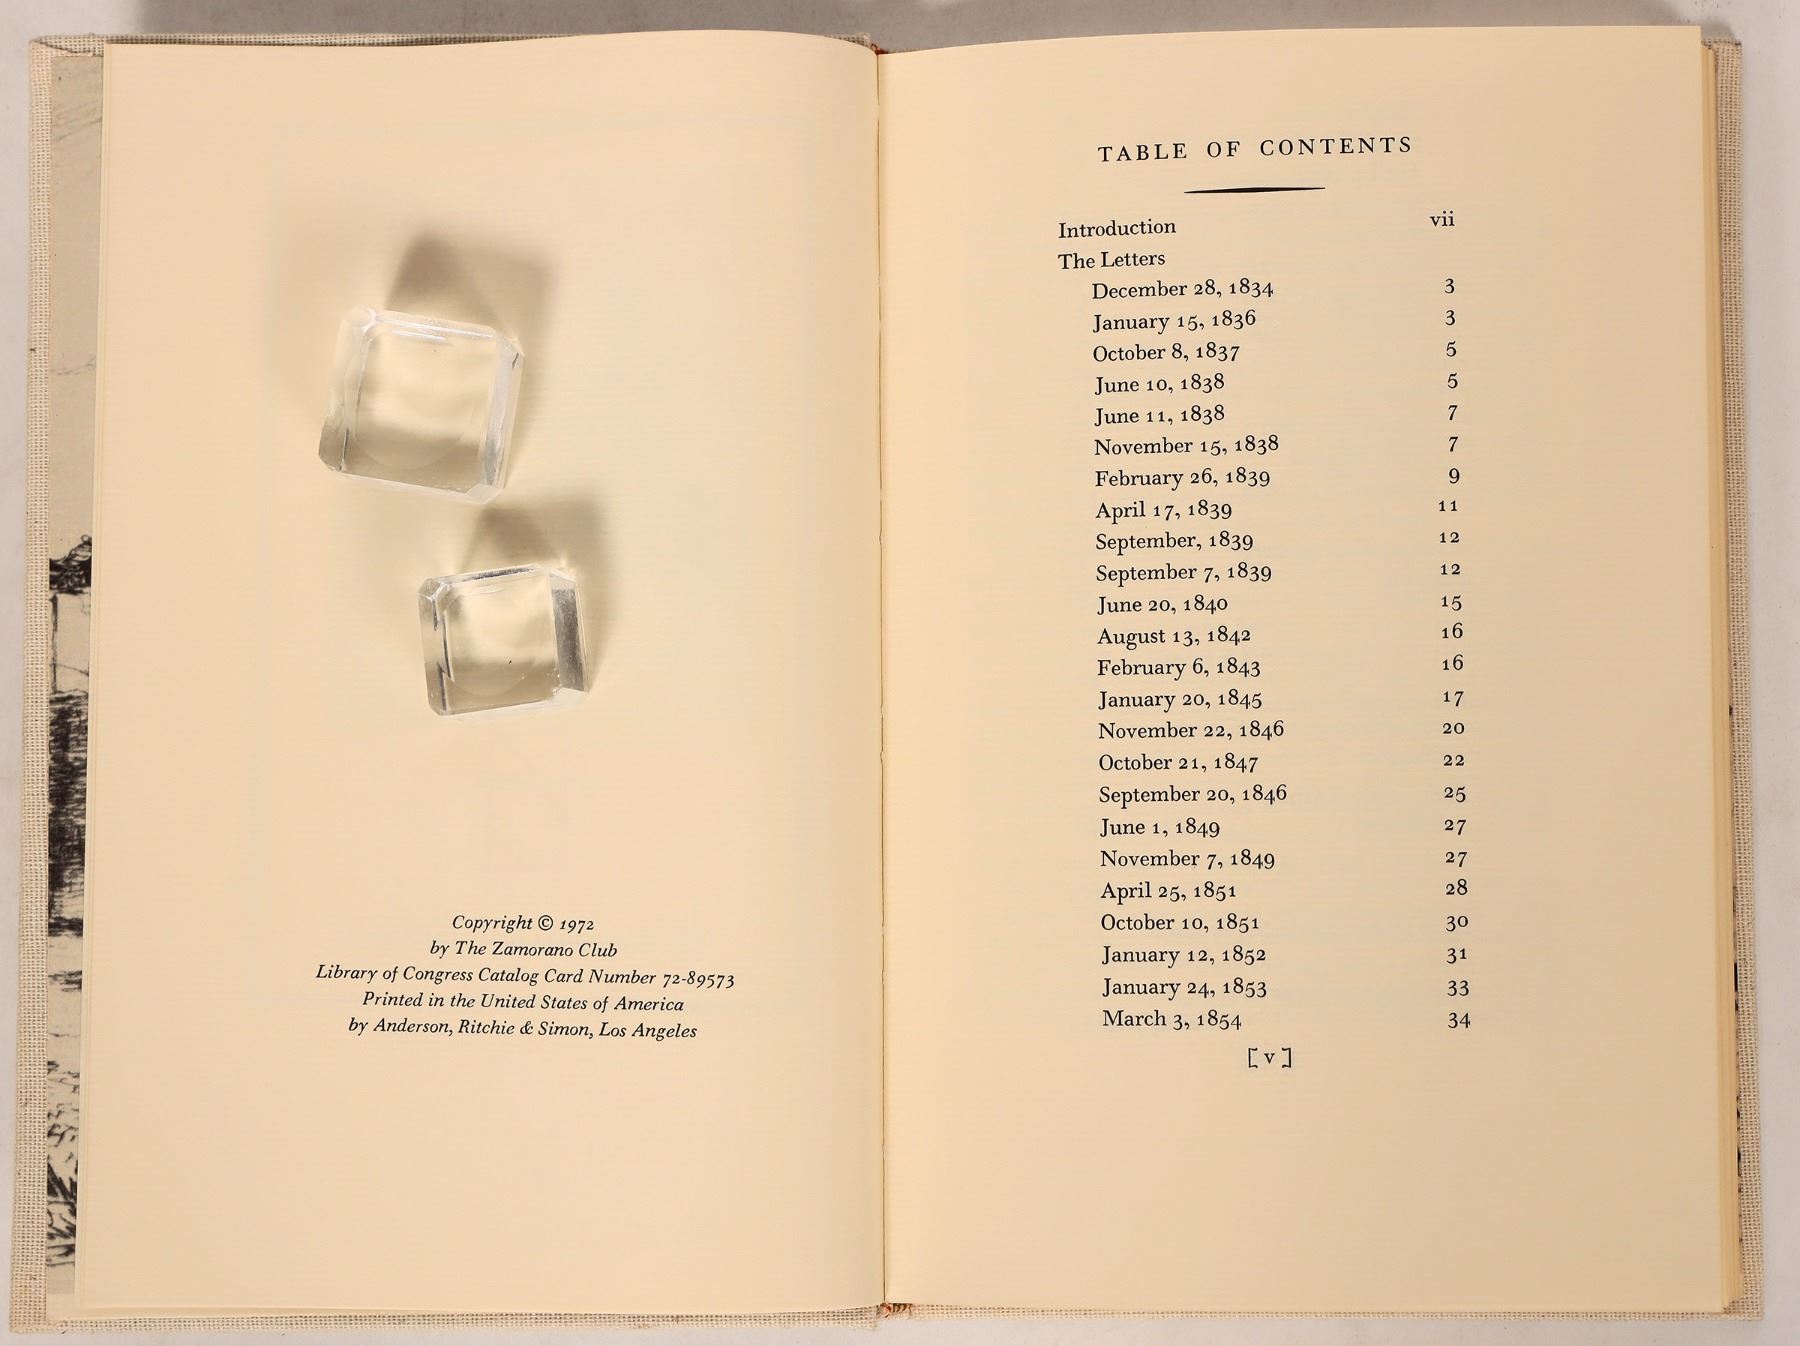 Copyright © 1972
by The Zamorano Club
Library of Congress Catalog Card Number 72-89573
Printed in the United States of America
by Anderson, Ritchie & Simon, Los Angeles
TABLE OF CONTENTS
Introduction vii
The Letters
December 28, 1834 3
January 15, 1836 3
October 8, 1837 5
June 10, 1838 5
June 11, 1838 7
November 15, 1838 7
February 26, 1839 9
April 17, 1839 11
September, 1839 12
September 7, 1839 12
June 20, 1840 15
August 13, 1842 16
February 6, 1843 16
January 20, 1845 17
November 22, 1846 20
October 21, 1847 22
September 20, 1846 25
June 1, 1849 27
November 7, 1849 27
April 25, 1851 28
October 10, 1851 30
January 12, 1852 31
January 24, 1853 33
March 3, 1854 34
[ v ]